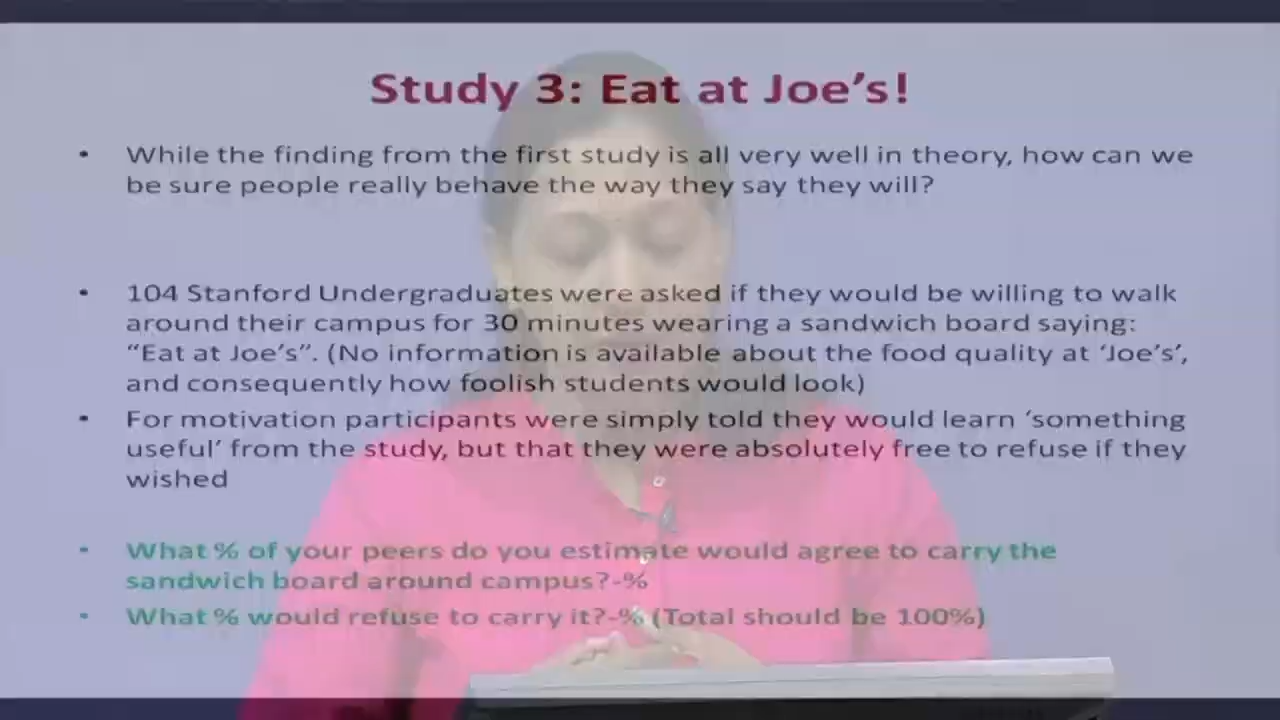 Study 3: Eat at Joe's!
• While the finding from the first study is all very well in theory, how can we
be sure people really behave the way they say they will?
• 104 Stanford Undergraduates were asked if they would be willing to walk
around their campus for 30 minutes wearing a sandwich board saying:
“Eat at Joe's”. (No information is available about the food quality at ‘Joe's’,
and consequently how foolish students would look)
• For motivation participants were simply told they would learn ‘something
useful’ from the study, but that they were absolutely free to refuse if they
wished
• What % of your peers do you estimate would agree to carry the
sandwich board around campus?-%
• What % would refuse to carry it?-% (Total should be 100%)